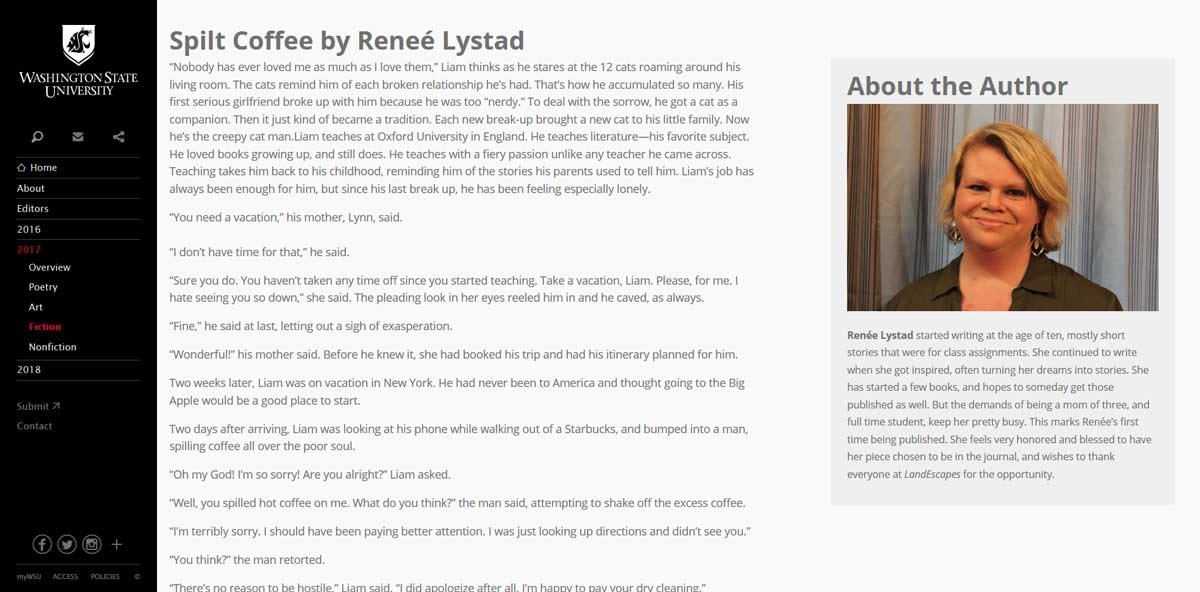 WASHINGTON STATE
UNIVERSITY
Home
About
Editors
2016
2017
Overview
Poetry
Art
Fiction
Nonfiction
2018
Submit
Contact
myWSU ACCESS POLICIES ©
Spilt Coffee by Reneé Lystad
“Nobody has ever loved me as much as I love them,” Liam thinks as he stares at the 12 cats roaming around his
living room. The cats remind him of each broken relationship he’s had. That’s how he accumulated so many. His
first serious girlfriend broke up with him because he was too “nerdy.” To deal with the sorrow, he got a cat as a
companion. Then it just kind of became a tradition. Each new break-up brought a new cat to his little family. Now
he’s the creepy cat man.Liam teaches at Oxford University in England. He teaches literature—his favorite subject.
He loved books growing up, and still does. He teaches with a fiery passion unlike any teacher he came across.
Teaching takes him back to his childhood, reminding him of the stories his parents used to tell him. Liam’s job has
always been enough for him, but since his last break up, he has been feeling especially lonely.
“You need a vacation,” his mother, Lynn, said.
“I don’t have time for that,” he said.
“Sure you do. You haven’t taken any time off since you started teaching. Take a vacation, Liam. Please, for me. I
hate seeing you so down,” she said. The pleading look in her eyes reeled him in and he caved, as always.
“Fine,” he said at last, letting out a sigh of exasperation.
“Wonderful!” his mother said. Before he knew it, she had booked his trip and had his itinerary planned for him.
Two weeks later, Liam was on vacation in New York. He had never been to America and thought going to the Big
Apple would be a good place to start.
Two days after arriving, Liam was looking at his phone while walking out of a Starbucks, and bumped into a man,
spilling coffee all over the poor soul.
“Oh my God! I’m so sorry! Are you alright?” Liam asked.
“Well, you spilled hot coffee on me. What do you think?” the man said, attempting to shake off the excess coffee.
“I’m terribly sorry. I should have been paying better attention. I was just looking up directions and didn’t see you.”
“You think?” the man retorted.
“There’s no reason to be hostile,” Liam said. “I did apologize after all. I’m happy to pay your dry cleaning.”
About the Author
Renée Lystad started writing at the age of ten, mostly short
stories that were for class assignments. She continued to write
when she got inspired, often turning her dreams into stories. She
has started a few books, and hopes to someday get those
published as well. But the demands of being a mom of three, and
full time student, keep her pretty busy. This marks Renée’s first
time being published. She feels very honored and blessed to have
her piece chosen to be in the journal, and wishes to thank
everyone at LandEscapes for the opportunity.